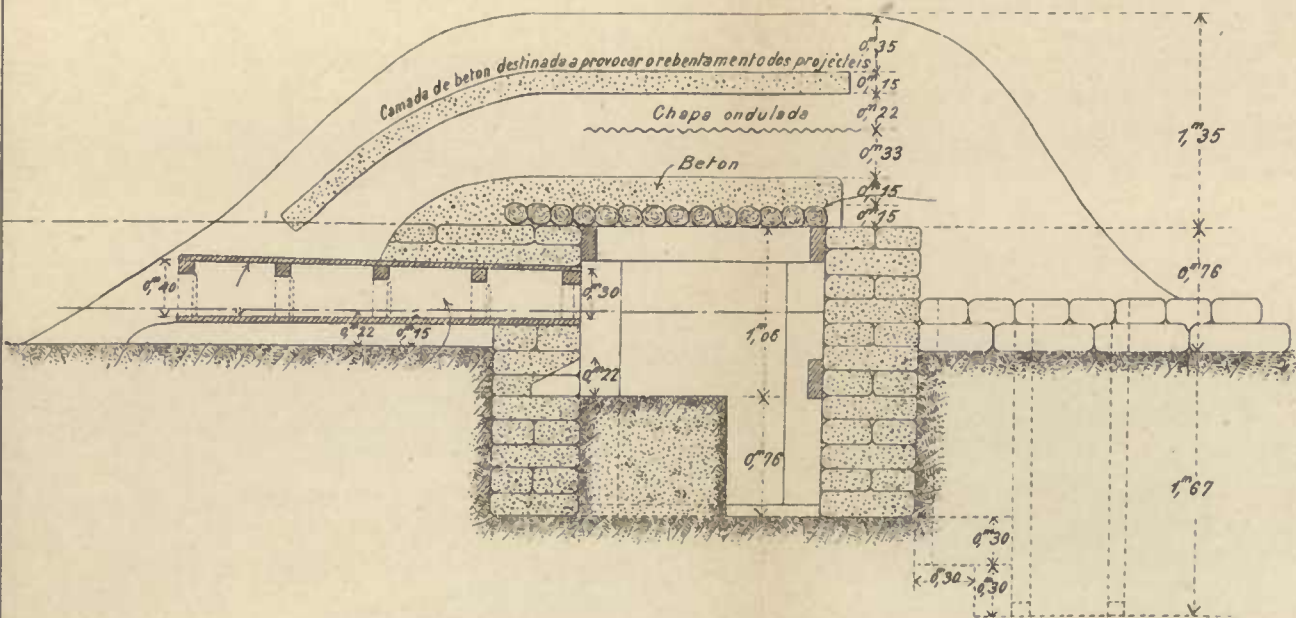 0,m35
Camada de beton destinada a provocar o rebentamento dos projécteis
0,m15
0,m22
Chapa ondulada
1,m35
0,m33
Beton
0,m15
0,m15
0,m76
0,m40
0,m30
0,m22
0,m15
1,m06
0,m22
0,m76
1,m67
0,m30
0,m30
0,m30